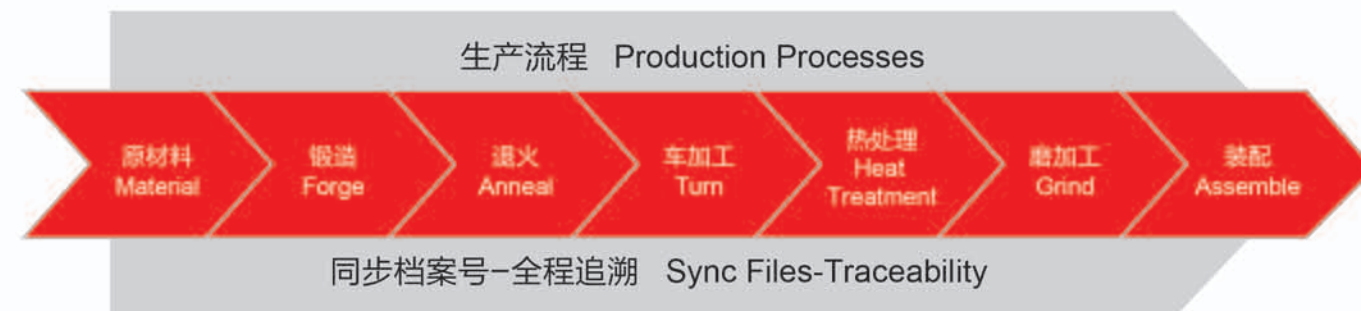 生产流程 Production Processes
原材料
Material
锻造
Forge
退火
Anneal
车加工
Turn
热处理
Heat
Treatment
磨加工
Grind
装配
Assemble
同步档案号-全程追溯 Sync Files-Traceability